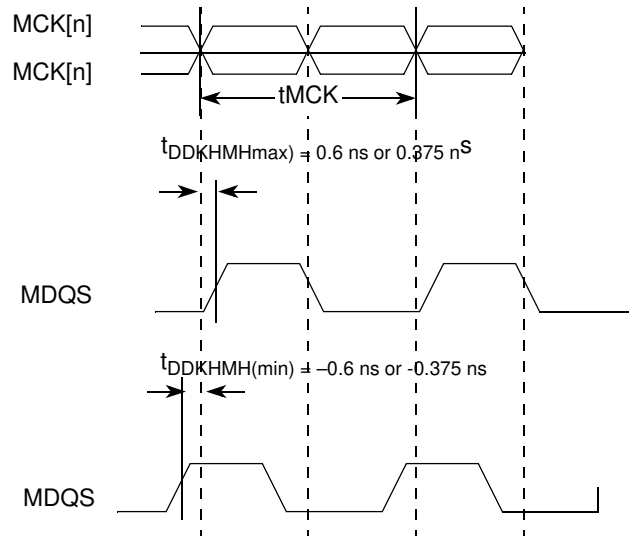 MCK[n]
MCK[n]
tMCK
tDDKHMHmax) = 0.6 ns or 0.375 ns
MDQS
tDDKHMH(min) = –0.6 ns or -0.375 ns
MDQS